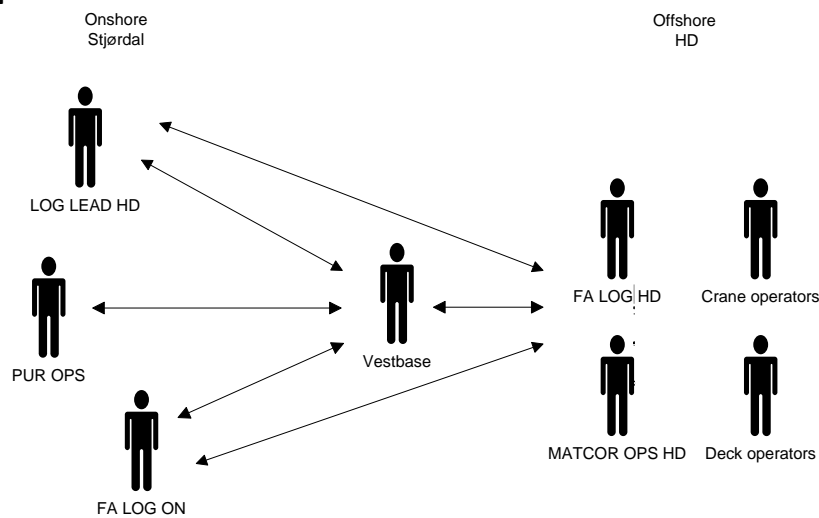 Onshore
Stjørdal
Offshore
HD
LOG LEAD HD
FA LOG HD
Crane operators
Vestbase
PUR OPS
MATCOR OPS HD
Deck operators
FA LOG ON